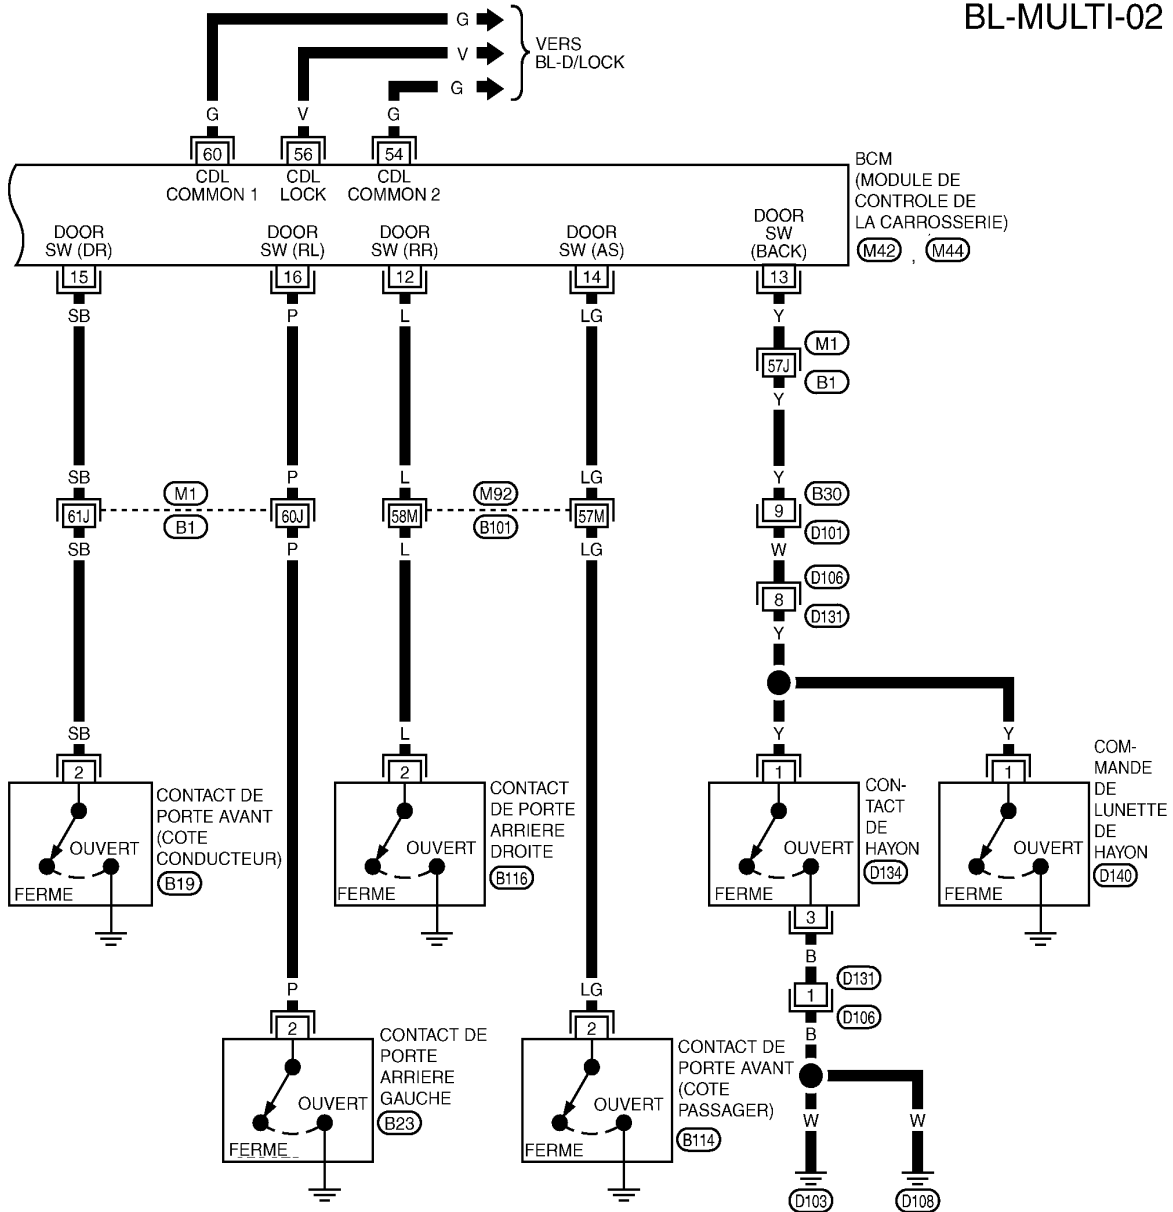 BL-MULTI-02
G
V
G
VERS
BL-D/LOCK
G
V
G
60
56
54
CDL
COMMON 1
CDL
LOCK
CDL
COMMON 2
BCM
(MODULE DE
CONTROLE DE
LA CARROSSERIE)
M42 , M44
DOOR
SW (DR)
DOOR
SW (RL)
DOOR
SW (RR)
DOOR
SW (AS)
DOOR
SW
(BACK)
15
16
12
14
13
SB
P
L
LG
Y
M1
57J
B1
Y
SB
P
L
LG
Y
61J
M1
B1
60J
58M
M92
B101
57M
B30
9
D101
SB
P
L
LG
W
D106
8
D131
Y
SB
L
Y
Y
2
2
1
1
CONTACT DE
PORTE AVANT
(COTE
CONDUCTEUR)
B19
OUVERT
FERME
CONTACT
DE PORTE
ARRIERE
DROITE
B116
OUVERT
FERME
CON-
TACT
DE
HAYON
D134
OUVERT
FERME
COM-
MANDE
DE
LUNETTE
DE
HAYON
D140
OUVERT
FERME
3
B
D131
1
D106
B
P
LG
2
2
CONTACT DE
PORTE
ARRIERE
GAUCHE
B23
OUVERT
FERME
CONTACT DE
PORTE AVANT
(COTE
PASSAGER)
B114
OUVERT
FERME
W
W
D103
D108